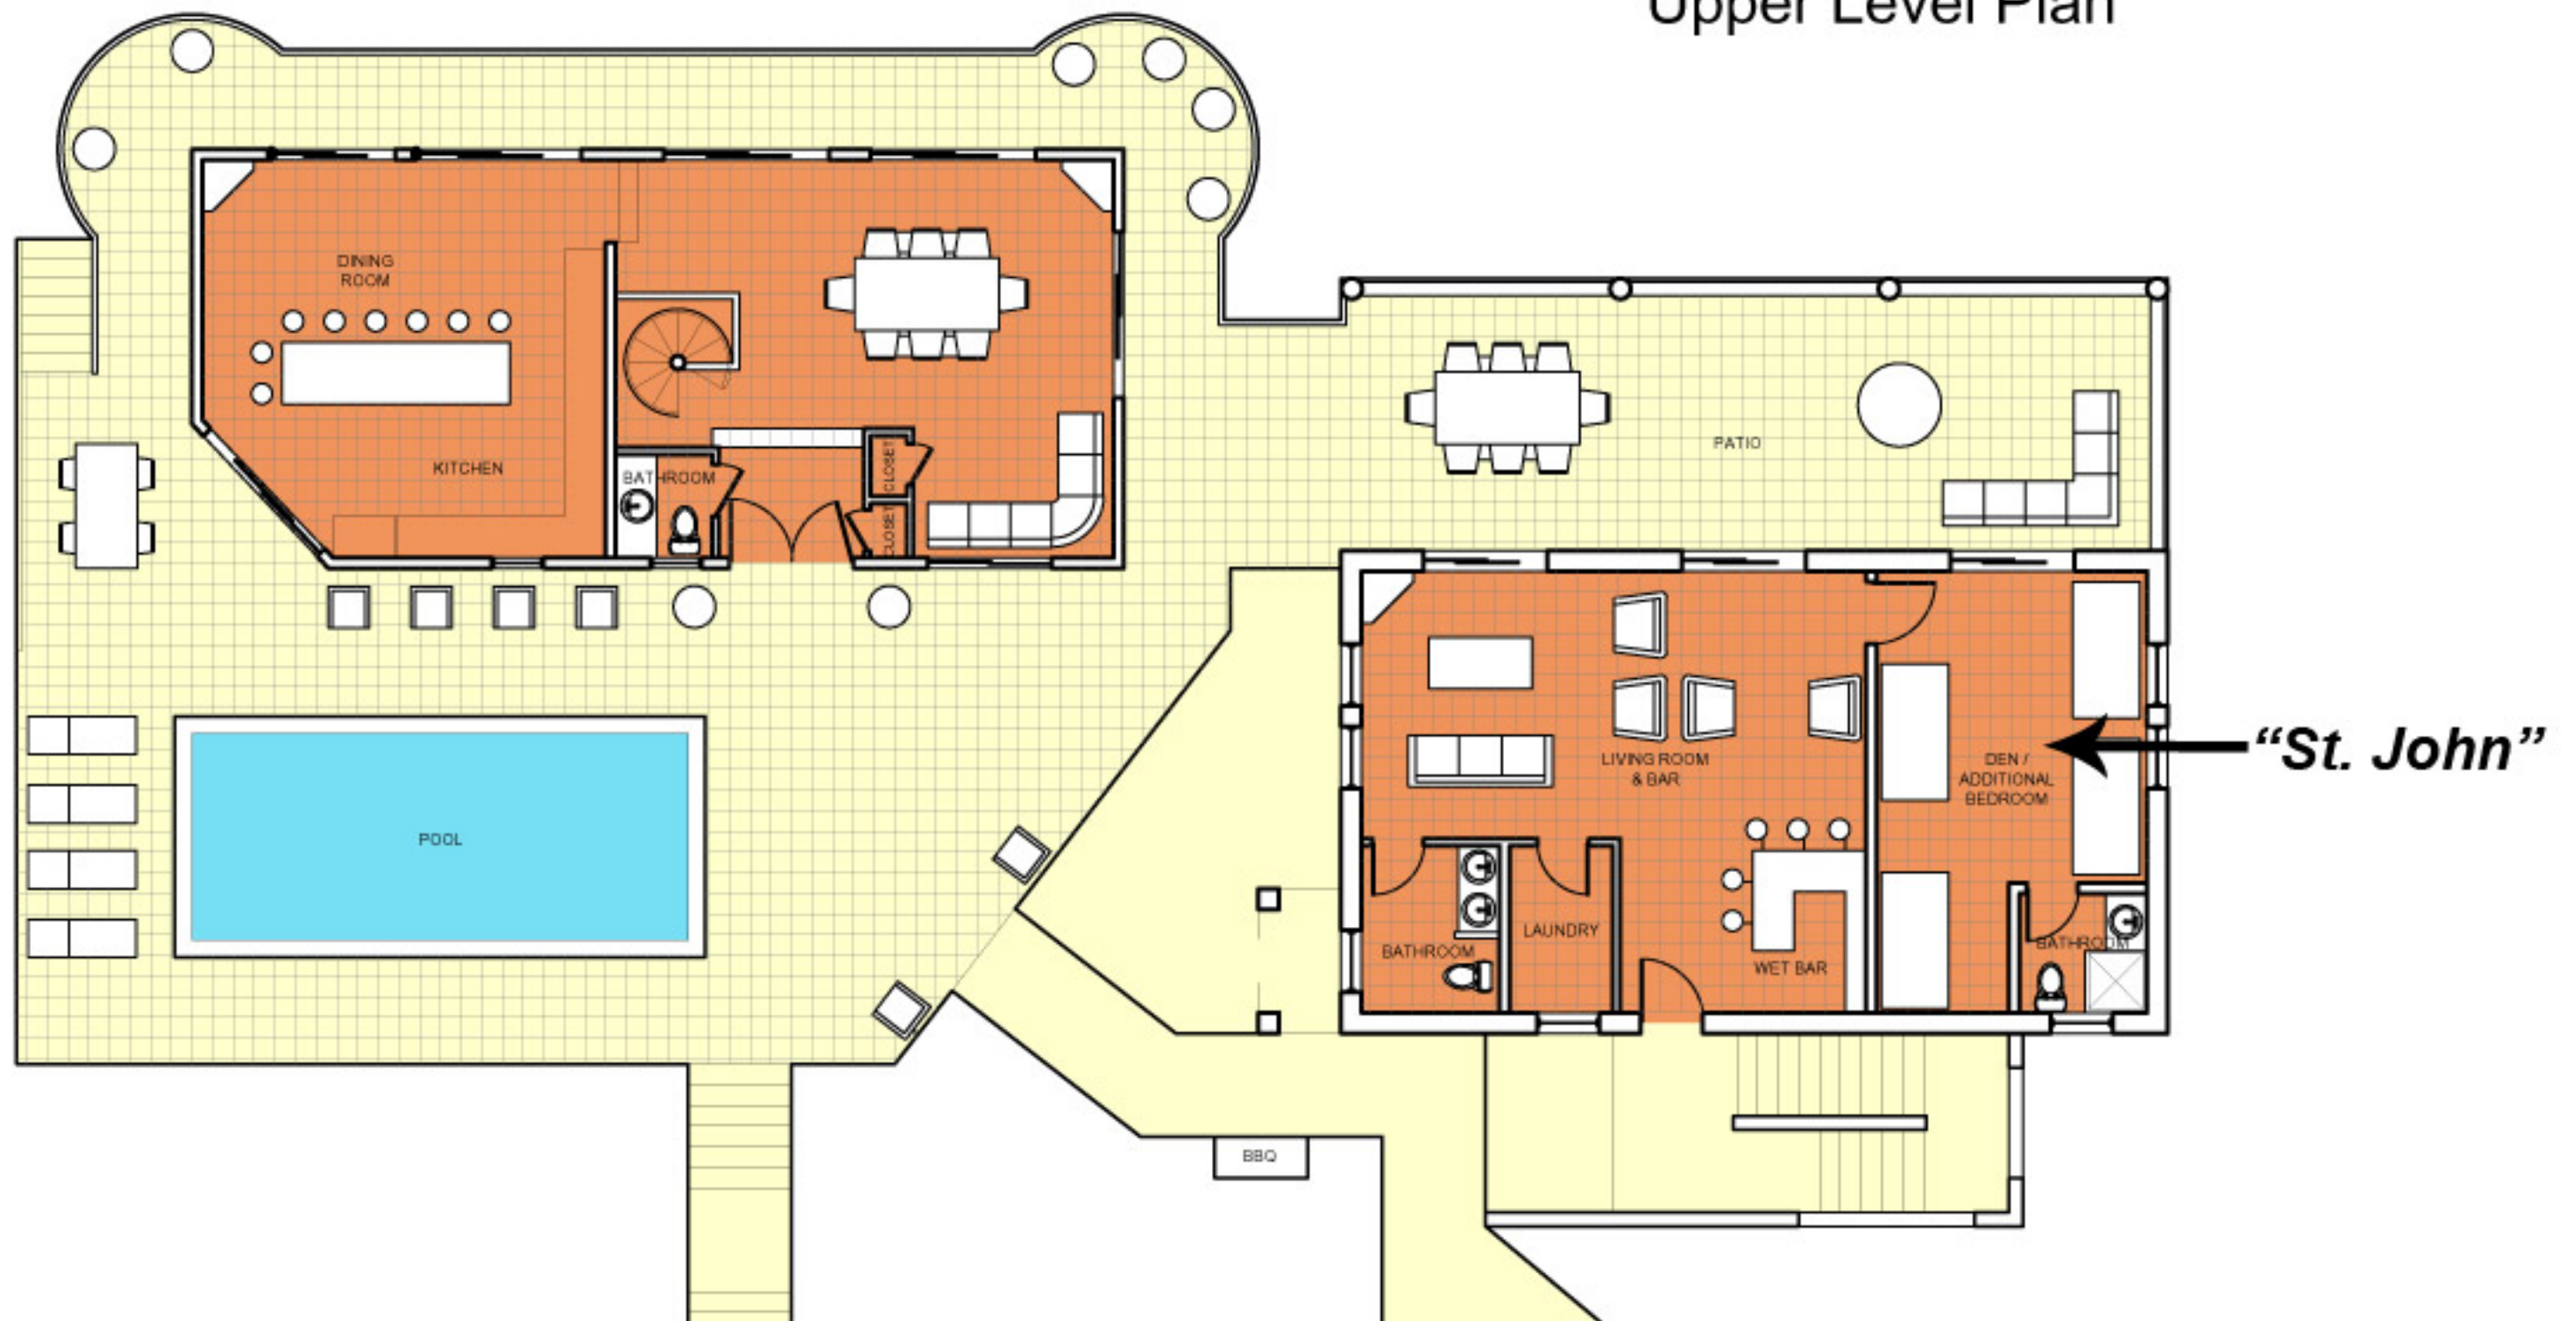 Upper Level Plan
DINING
ROOM
KITCHEN
BATHROOM
CLOSET
CLOSET
PATIO
POOL
LIVING ROOM
& BAR
DEN /
ADDITIONAL
BEDROOM
“St. John”
BATHROOM
LAUNDRY
WET BAR
BATHROOM
BBQ